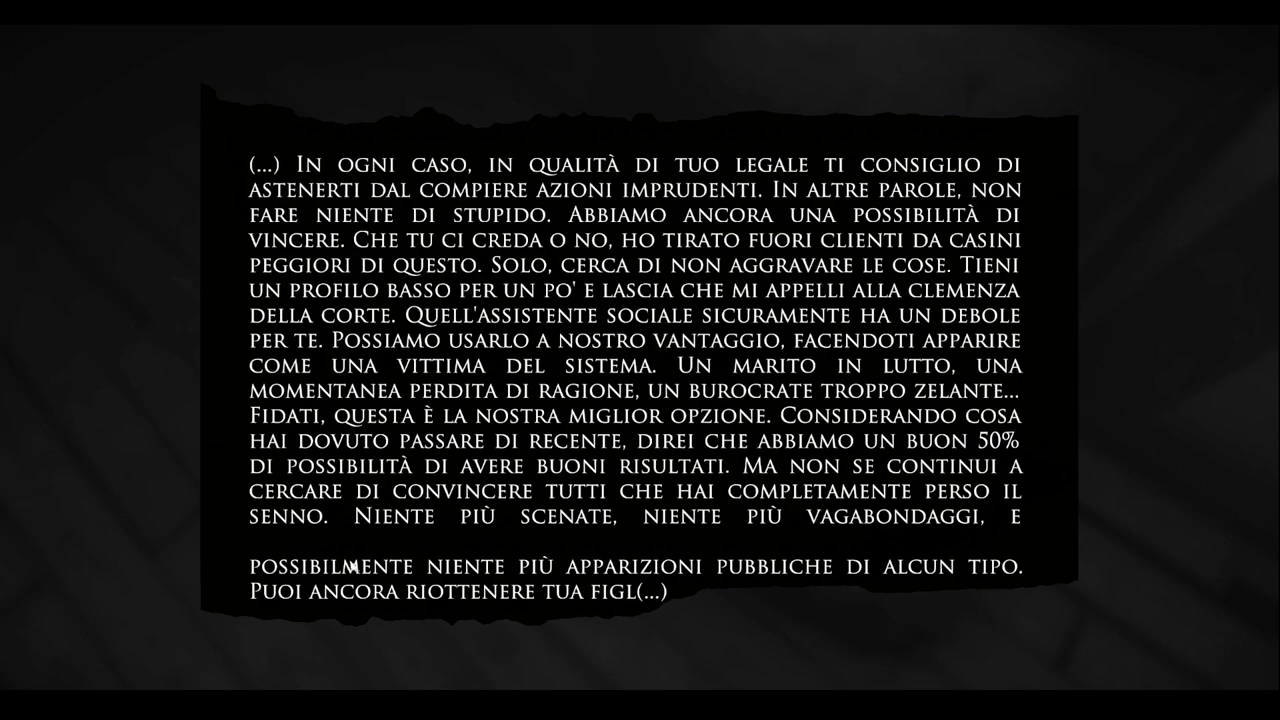 (...) In ogni caso, in qualità di tuo legale ti consiglio di
astenerti dal compiere azioni imprudenti. In altre parole, non
fare niente di stupido. Abbiamo ancora una possibilità di
vincere. Che tu ci creda o no, ho tirato fuori clienti da casini
peggiori di questo. Solo, cerca di non aggravare le cose. Tieni
un profilo basso per un po' e lascia che mi appelli alla clemenza
della corte. Quell'assistente sociale sicuramente ha un debole
per te. Possiamo usarlo a nostro vantaggio, facendoti apparire
come una vittima del sistema. Un marito in lutto, una
momentanea perdita di ragione, un burocrate troppo zelante...
Fidati, questa è la nostra miglior opzione. Considerando cosa
hai dovuto passare di recente, direi che abbiamo un buon 50%
di possibilità di avere buoni risultati. Ma non se continui a
cercare di convincere tutti che hai completamente perso il
senno. Niente più scenate, niente più vagabondaggi, e
possibilmente niente più apparizioni pubbliche di alcun tipo.
Puoi ancora riottenere tua figl(...)